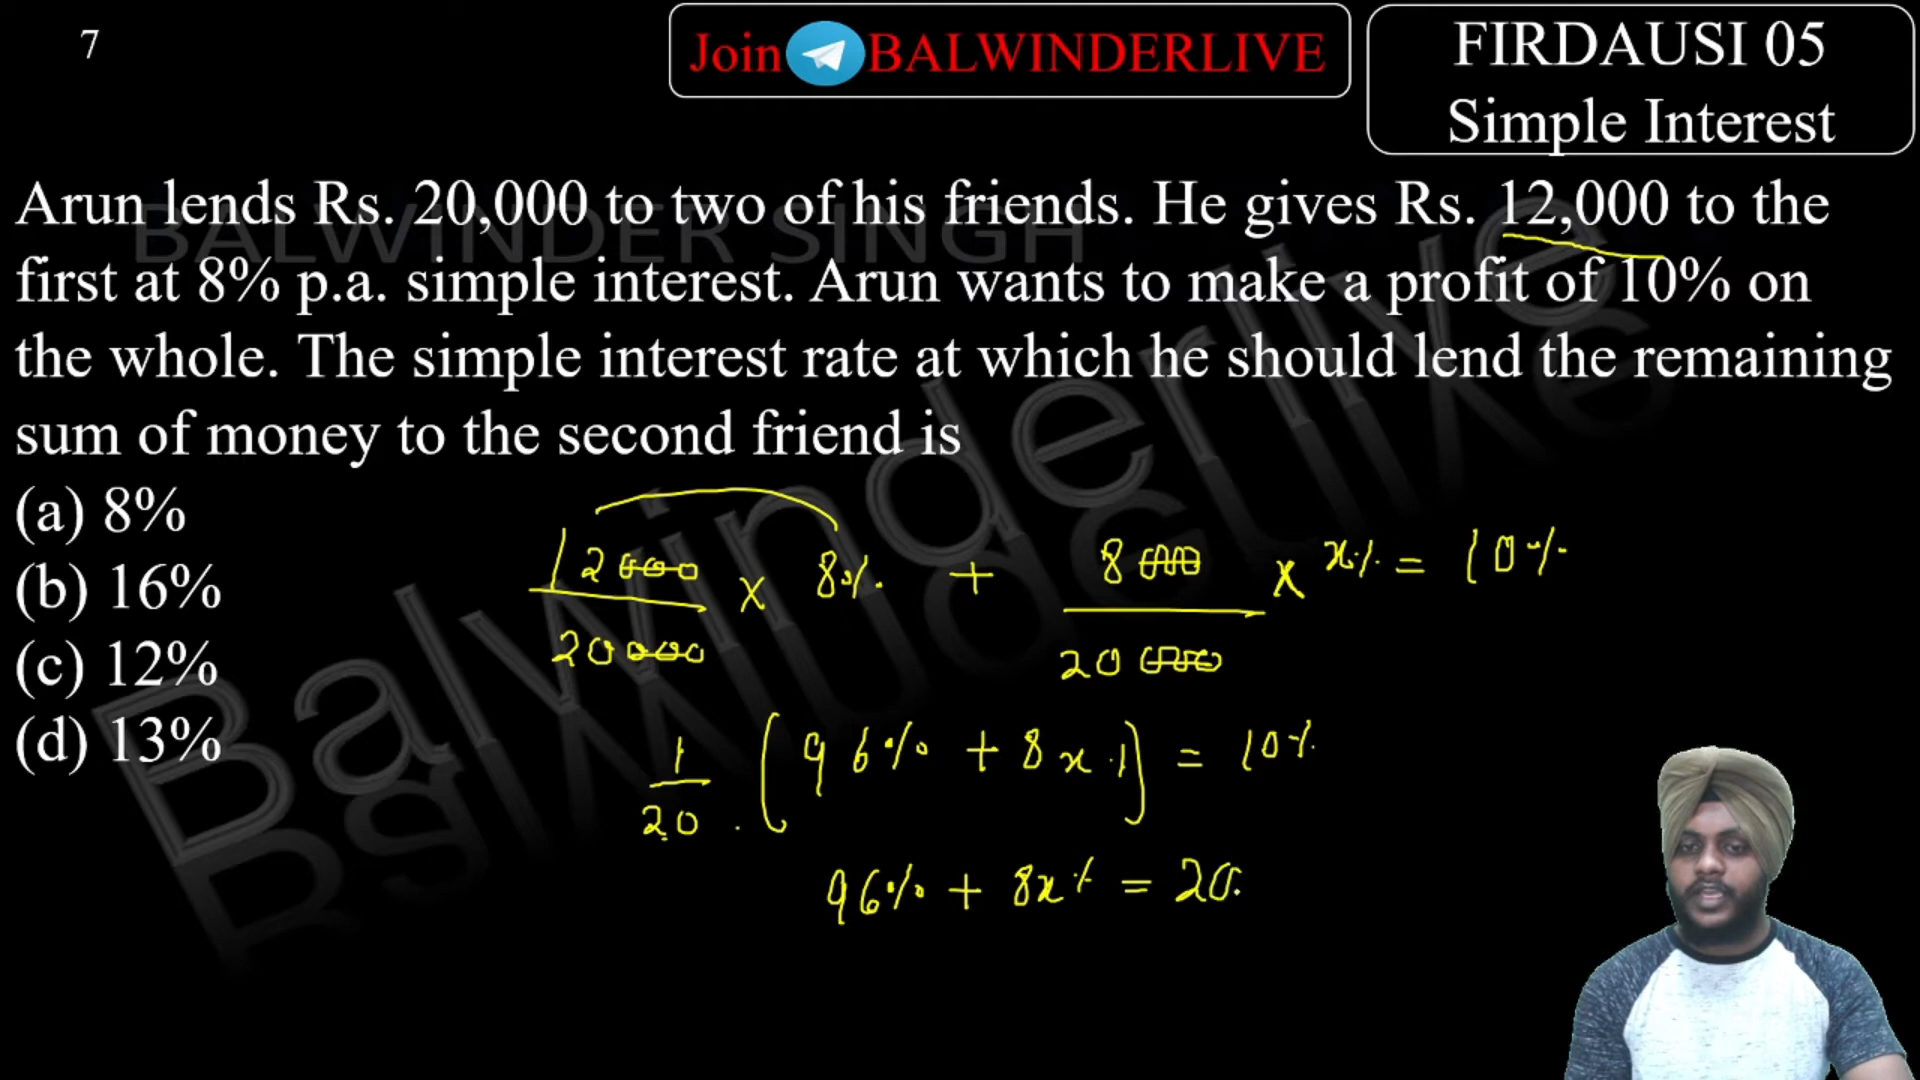 7
Join BALWINDERLIVE
FIRDAUSI 05
Simple Interest
BALWINDER SINGH
Arun lends Rs. 20,000 to two of his friends. He gives Rs. 12,000 to the
first at 8% p.a. simple interest. Arun wants to make a profit of 10% on
the whole. The simple interest rate at which he should lend the remaining
sum of money to the second friend is
(a) 8%
(b) 16%
(c) 12%
(d) 13%
12000/20000 × 8% + 8000/20000 × x% = 10%
1/20 . (96% + 8x%) = 10%
96% + 8x% = 20
Balwinderlive